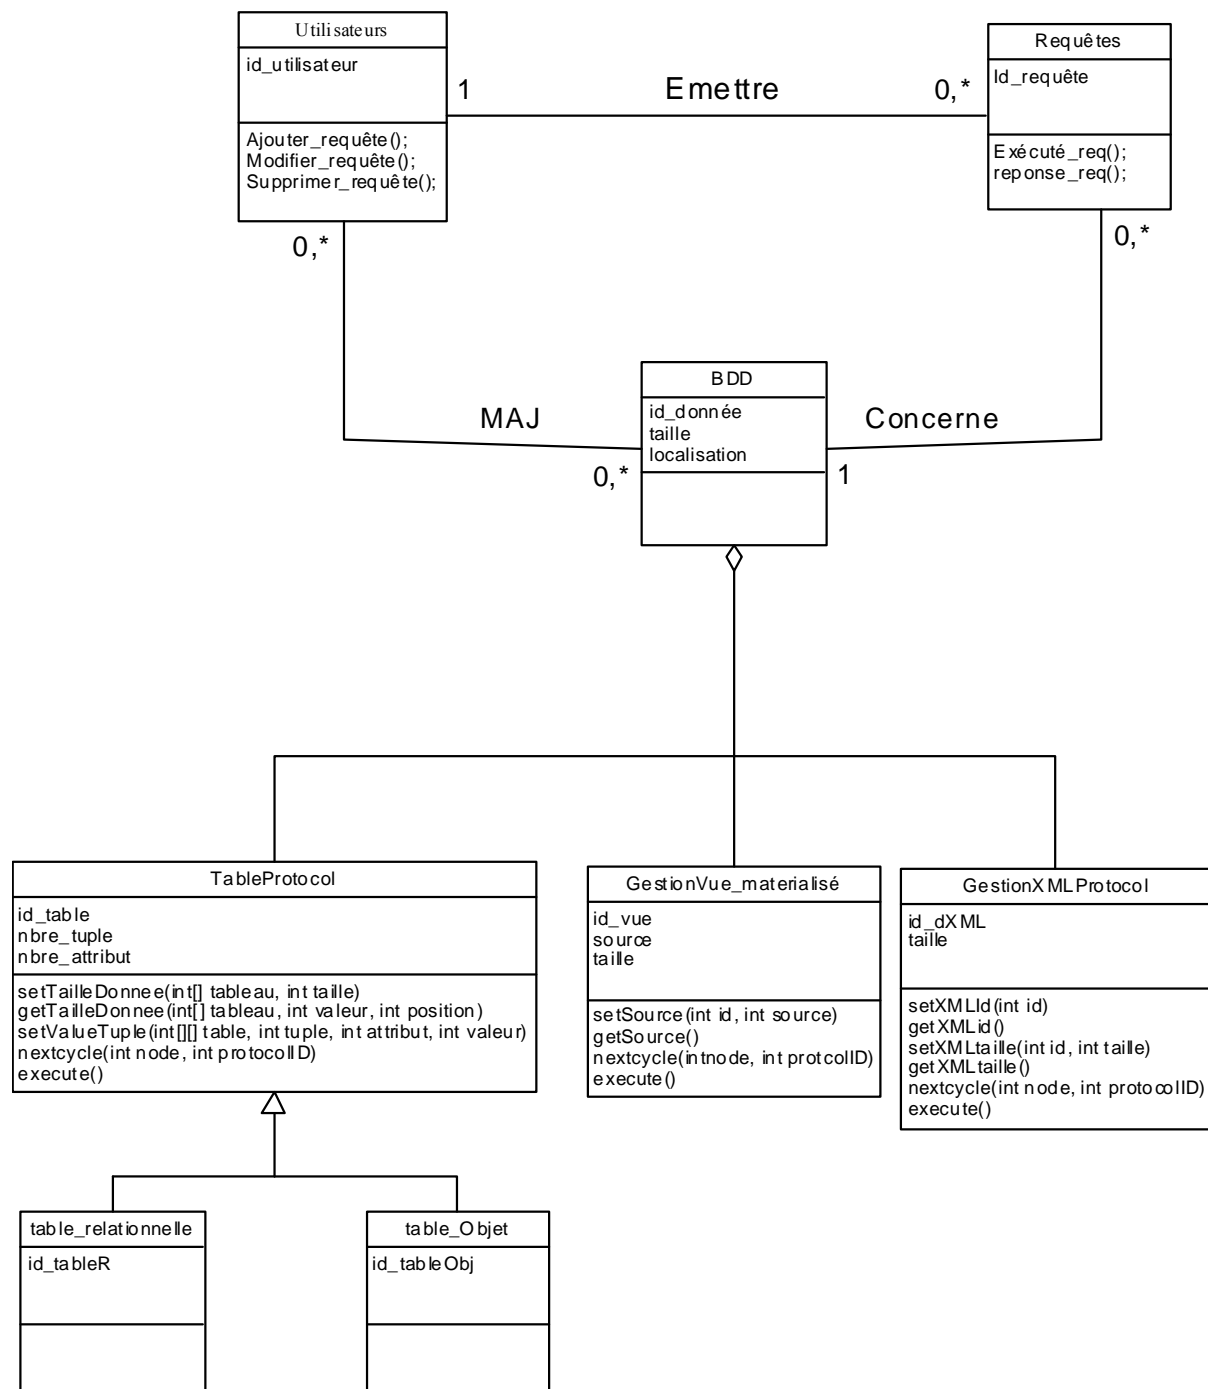 Utilisateurs
id_utilisateur
Ajouter_requête();
Modifier_requête();
Supprimer_requête();
1
Emettre
0,*
Requêtes
Id_requête
Exécuté_req();
reponse_req();
0,*
0,*
MAJ
0,*
BDD
id_donnée
taille
localisation
Concerne
1
TableProtocol
id_table
nbre_tuple
nbre_attribut
setTailleDonnee(int[] tableau, int taille)
getTailleDonnee(int[] tableau, int valeur, int position)
setValueTuple(int[][] table, int tuple, int attribut, int valeur)
nextcycle(int node, int protocolID)
execute()
GestionVue_materialisé
id_vue
source
taille
setSource(int id, int source)
getSource()
nextcycle(intnode, int protcolID)
execute()
GestionXMLProtocol
id_dXML
taille
setXMLId(int id)
getXMLid()
setXMLtaille(int id, int taille)
getXMLtaille()
nextcycle(int node, int protocolID)
execute()
table_relationnelle
id_tableR
table_Objet
id_tableObj